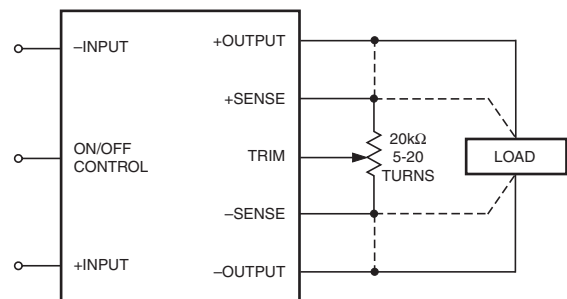 –INPUT
ON/OFF
CONTROL
+INPUT
+OUTPUT
+SENSE
TRIM
–SENSE
–OUTPUT
20kΩ
5-20
TURNS
LOAD